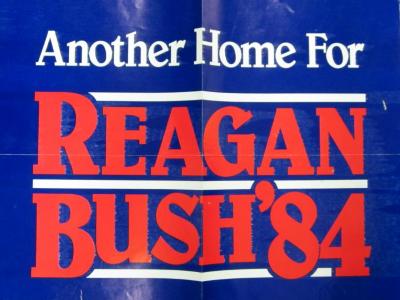 Another Home For
REAGAN
BUSH '84